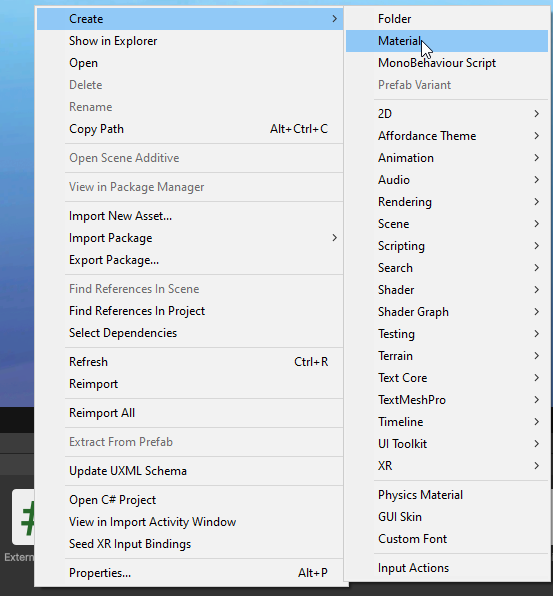 Create
Show in Explorer
Open
Delete
Rename
Copy Path Alt+Ctrl+C
Open Scene Additive
View in Package Manager
Import New Asset...
Import Package
Export Package...
Find References In Scene
Find References In Project
Select Dependencies
Refresh Ctrl+R
Reimport
Reimport All
Extract From Prefab
Update UXML Schema
Open C# Project
View in Import Activity Window
Seed XR Input Bindings
Properties... Alt+P
Folder
Material
MonoBehaviour Script
Prefab Variant
2D
Affordance Theme
Animation
Audio
Rendering
Scene
Scripting
Search
Shader
Shader Graph
Testing
Terrain
Text Core
TextMeshPro
Timeline
UI Toolkit
XR
Physics Material
GUI Skin
Custom Font
Input Actions
#
Extern